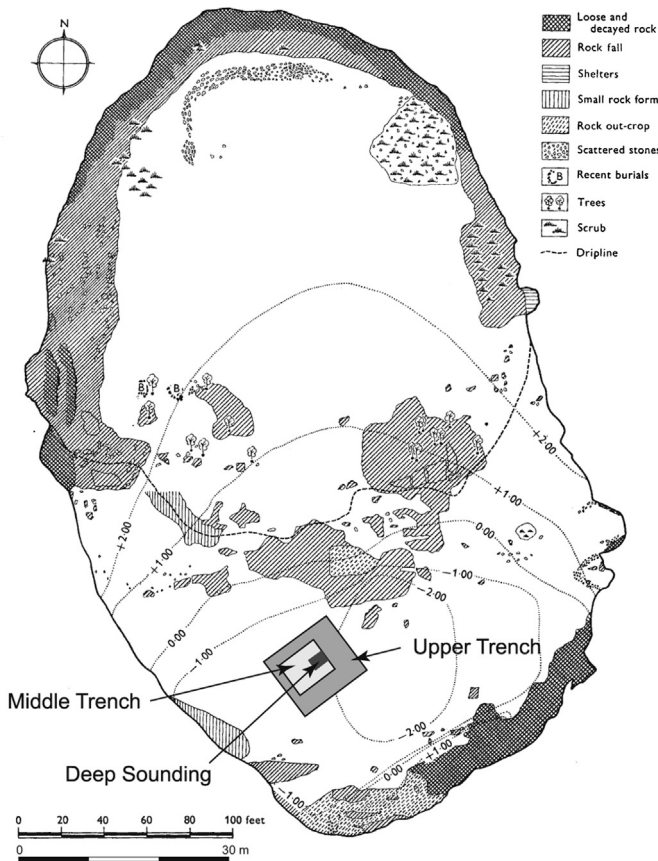 N
Loose and
decayed rock
Rock fall
Shelters
Small rock form
Rock out-crop
Scattered stones
B Recent burials
Trees
Scrub
Dripline
B
B
+2·00
+1·00
0·00
+2·00
+1·00
0·00
−1·00
−1·00
−2·00
Upper Trench
Middle Trench
−2·00
+1·00
0·00
Deep Sounding
−1·00
0 20 40 60 80 100 feet
0 30 m